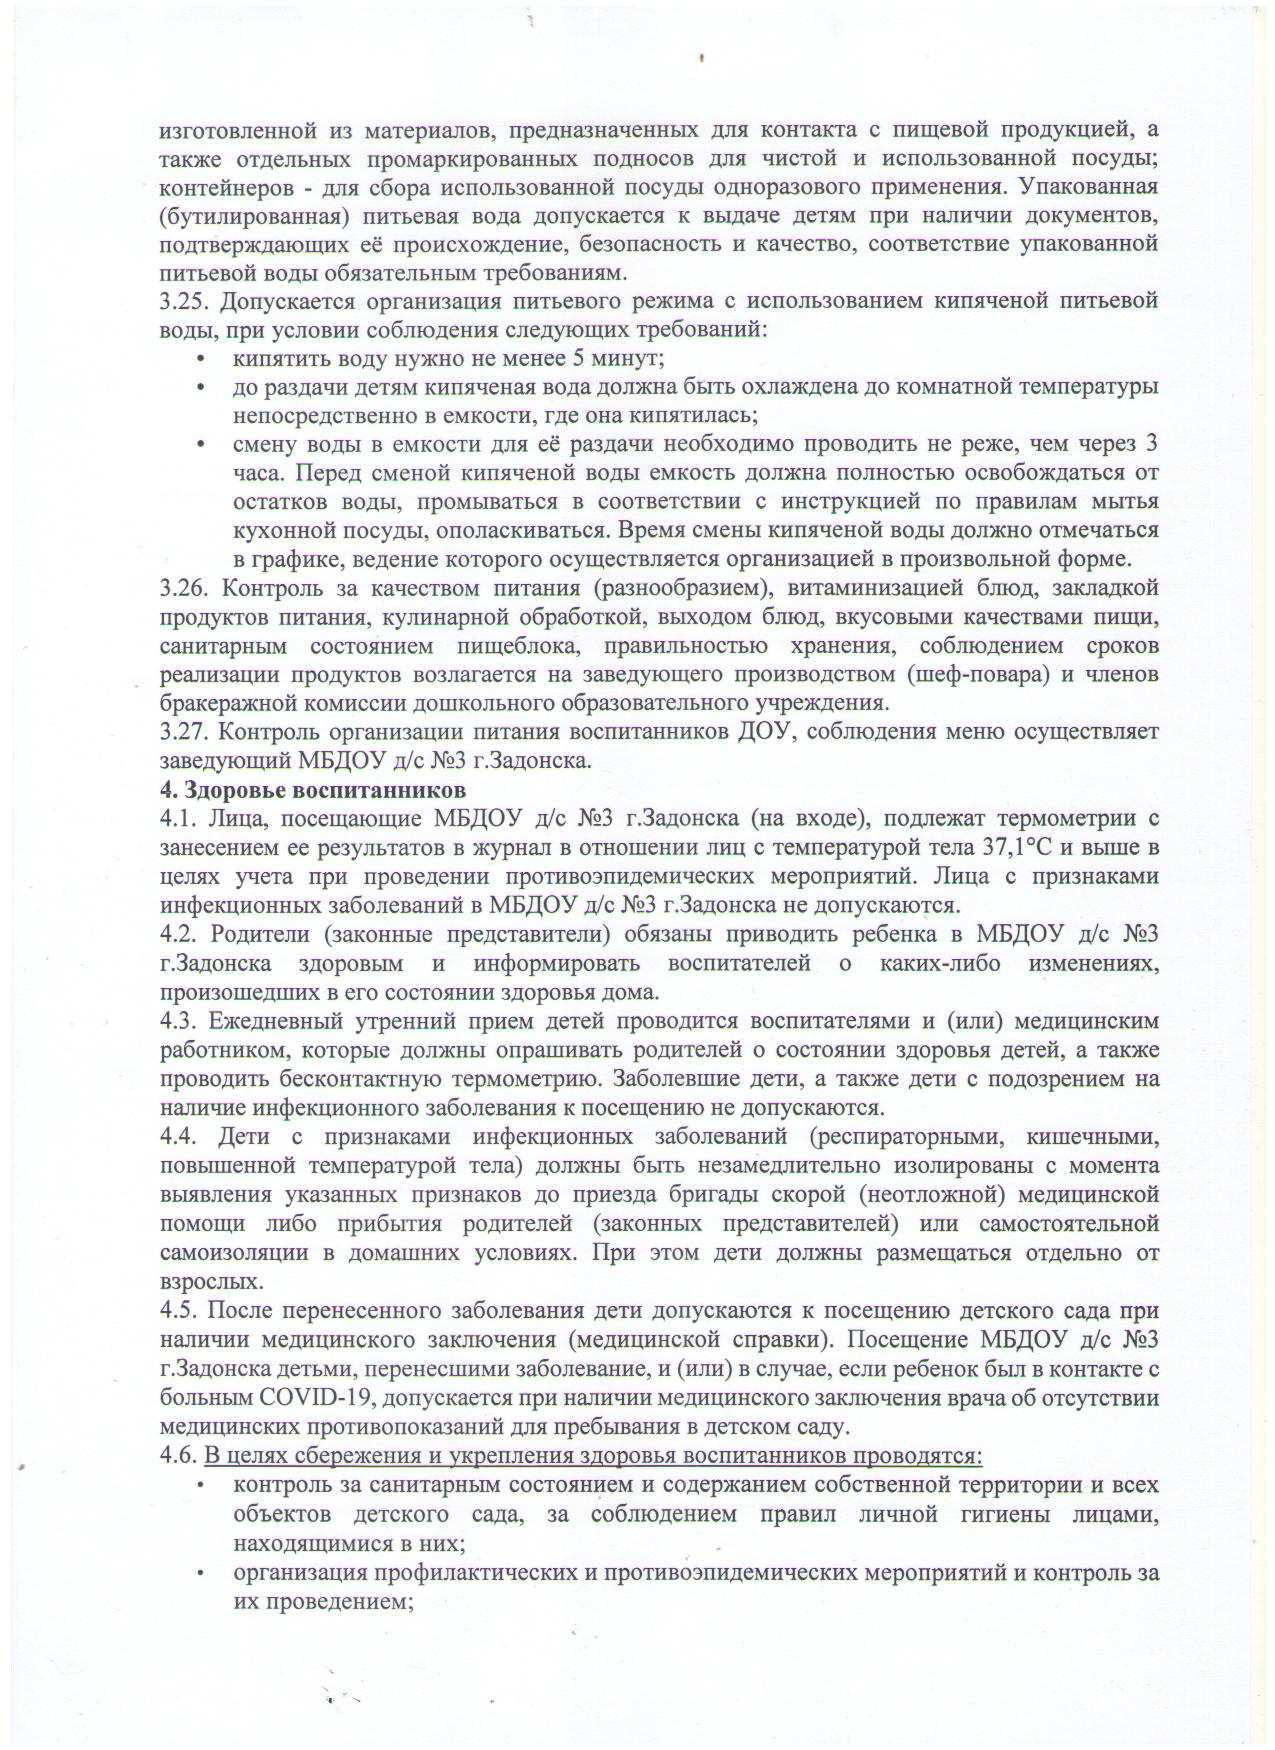 изготовленной из материалов, предназначенных для контакта с пищевой продукцией, а
также отдельных промаркированных подносов для чистой и использованной посуды;
контейнеров - для сбора использованной посуды одноразового применения. Упакованная
(бутилированная) питьевая вода допускается к выдаче детям при наличии документов,
подтверждающих её происхождение, безопасность и качество, соответствие упакованной
питьевой воды обязательным требованиям.
3.25. Допускается организация питьевого режима с использованием кипяченой питьевой
воды, при условии соблюдения следующих требований:
• кипятить воду нужно не менее 5 минут;
• до раздачи детям кипяченая вода должна быть охлаждена до комнатной температуры
непосредственно в емкости, где она кипятилась;
• смену воды в емкости для её раздачи необходимо проводить не реже, чем через 3
часа. Перед сменой кипяченой воды емкость должна полностью освобождаться от
остатков воды, промываться в соответствии с инструкцией по правилам мытья
кухонной посуды, ополаскиваться. Время смены кипяченой воды должно отмечаться
в графике, ведение которого осуществляется организацией в произвольной форме.
3.26. Контроль за качеством питания (разнообразием), витаминизацией блюд, закладкой
продуктов питания, кулинарной обработкой, выходом блюд, вкусовыми качествами пищи,
санитарным состоянием пищеблока, правильностью хранения, соблюдением сроков
реализации продуктов возлагается на заведующего производством (шеф-повара) и членов
бракеражной комиссии дошкольного образовательного учреждения.
3.27. Контроль организации питания воспитанников ДОУ, соблюдения меню осуществляет
заведующий МБДОУ д/с №3 г.Задонска.
4. Здоровье воспитанников
4.1. Лица, посещающие МБДОУ д/с №3 г.Задонска (на входе), подлежат термометрии с
занесением ее результатов в журнал в отношении лиц с температурой тела 37,1°С и выше в
целях учета при проведении противоэпидемических мероприятий. Лица с признаками
инфекционных заболеваний в МБДОУ д/с №3 г.Задонска не допускаются.
4.2. Родители (законные представители) обязаны приводить ребенка в МБДОУ д/с №3
г.Задонска здоровым и информировать воспитателей о каких-либо изменениях,
произошедших в его состоянии здоровья дома.
4.3. Ежедневный утренний прием детей проводится воспитателями и (или) медицинским
работником, которые должны опрашивать родителей о состоянии здоровья детей, а также
проводить бесконтактную термометрию. Заболевшие дети, а также дети с подозрением на
наличие инфекционного заболевания к посещению не допускаются.
4.4. Дети с признаками инфекционных заболеваний (респираторными, кишечными,
повышенной температурой тела) должны быть незамедлительно изолированы с момента
выявления указанных признаков до приезда бригады скорой (неотложной) медицинской
помощи либо прибытия родителей (законных представителей) или самостоятельной
самоизоляции в домашних условиях. При этом дети должны размещаться отдельно от
взрослых.
4.5. После перенесенного заболевания дети допускаются к посещению детского сада при
наличии медицинского заключения (медицинской справки). Посещение МБДОУ д/с №3
г.Задонска детьми, перенесшими заболевание, и (или) в случае, если ребенок был в контакте с
больным COVID-19, допускается при наличии медицинского заключения врача об отсутствии
медицинских противопоказаний для пребывания в детском саду.
4.6. В целях сбережения и укрепления здоровья воспитанников проводятся:
• контроль за санитарным состоянием и содержанием собственной территории и всех
объектов детского сада, за соблюдением правил личной гигиены лицами,
находящимися в них;
• организация профилактических и противоэпидемических мероприятий и контроль за
их проведением;